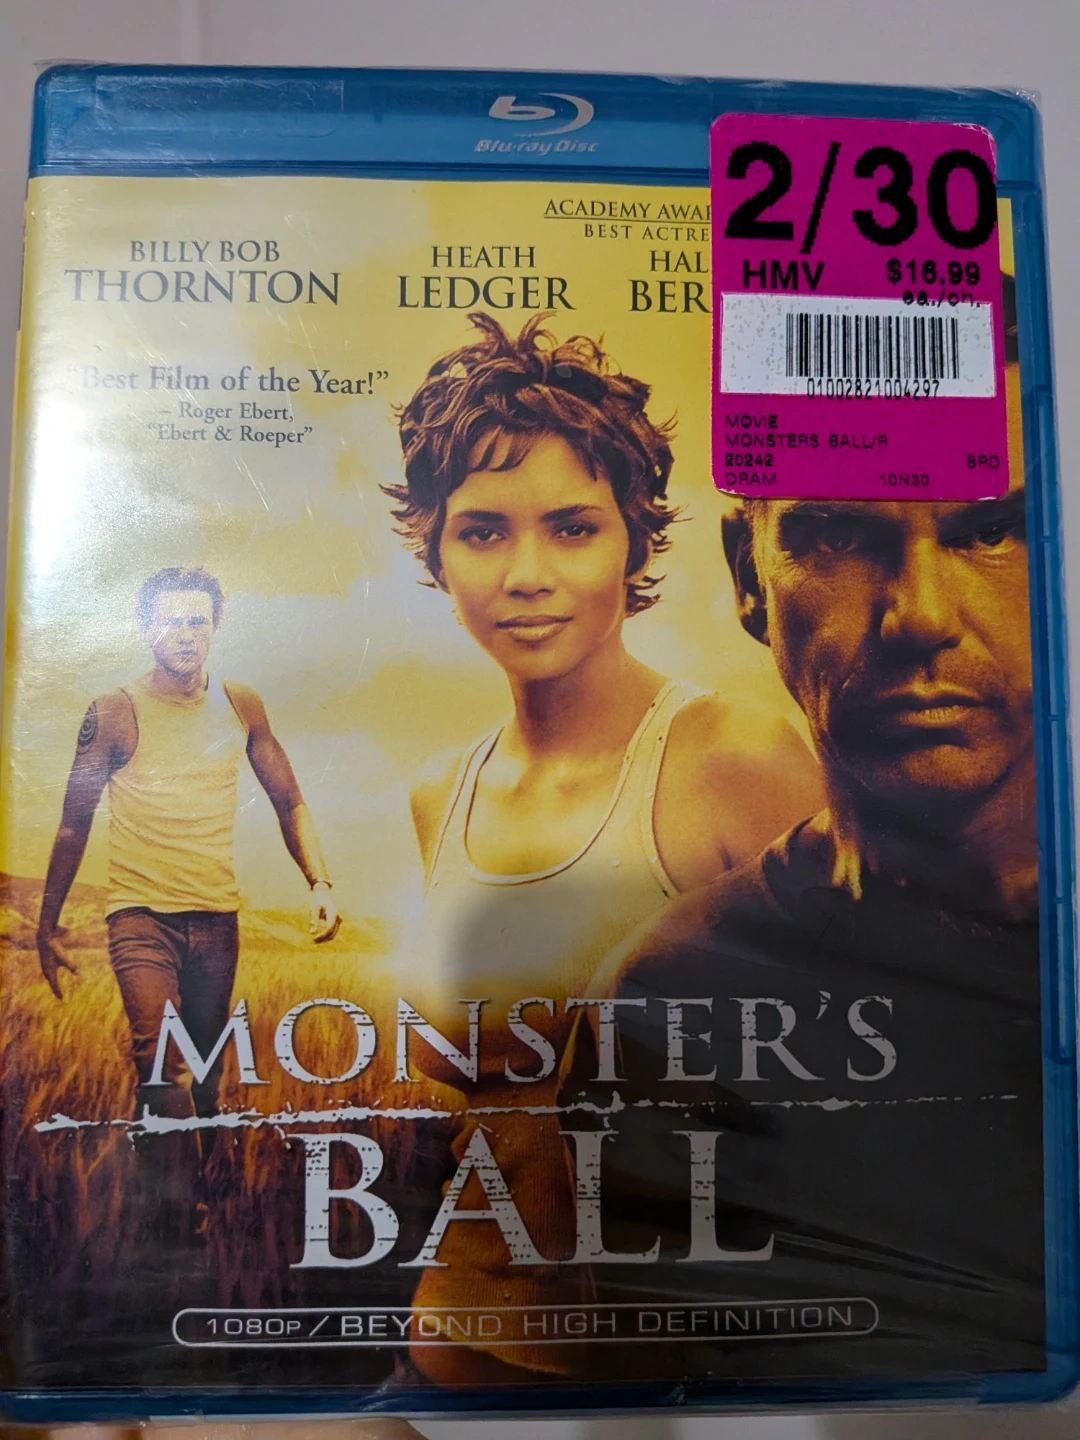 Blu-ray Disc
2/30
HMV $16.99
ea./ch.
01002821004297
MOVIE
MONSTERS BALL/R
20242 BRD
DRAM 10N30
ACADEMY AWAR
BEST ACTRE
BILLY BOB
THORNTON
HEATH
LEDGER
HAL
BER
"Best Film of the Year!"
– Roger Ebert,
"Ebert & Roeper"
MONSTER'S
BALL
1080P / BEYOND HIGH DEFINITION